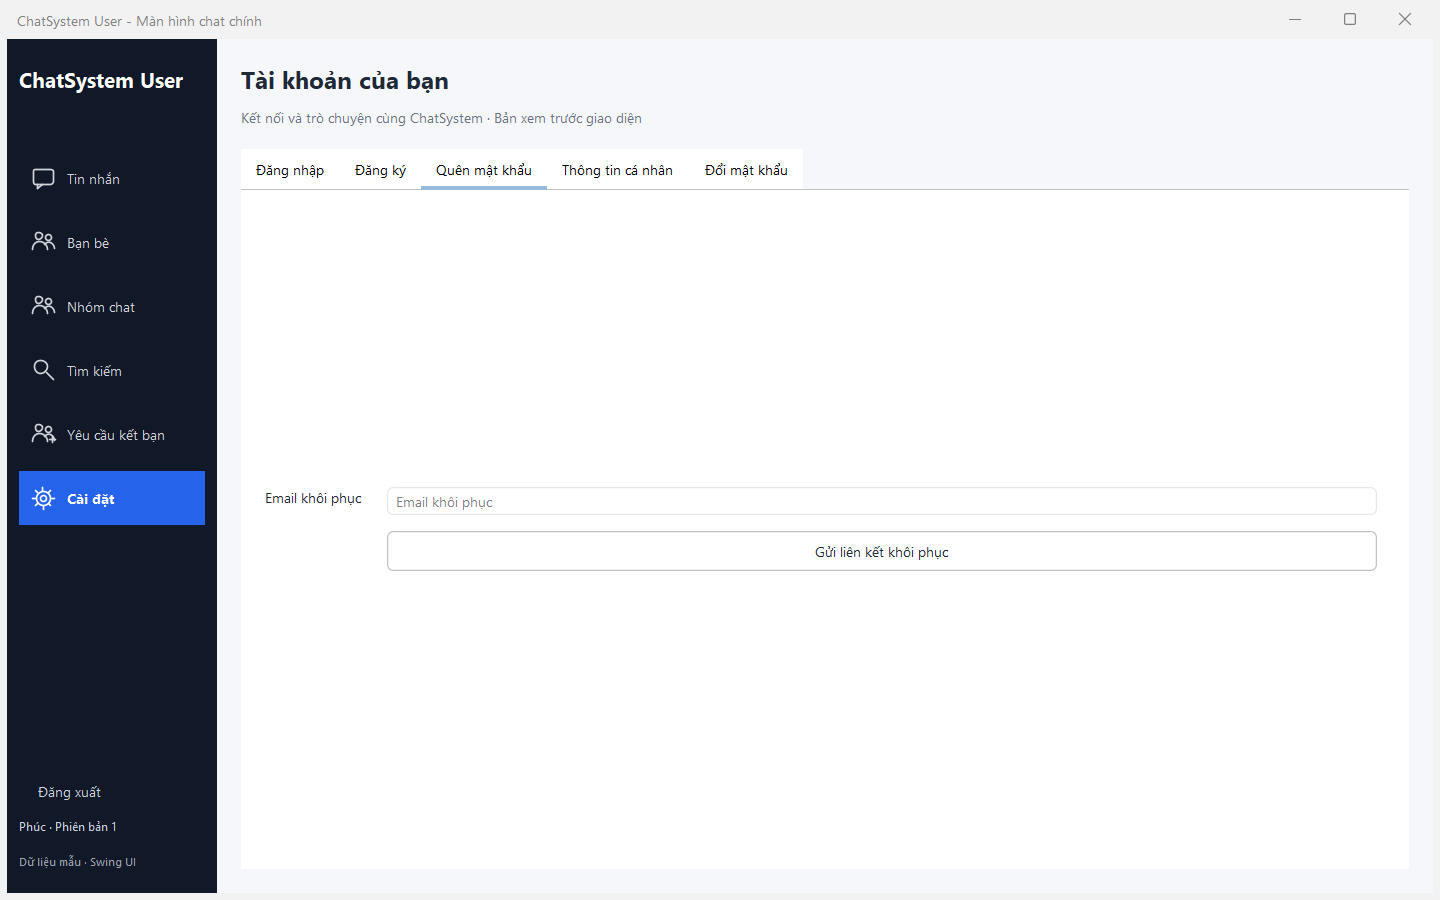 ChatSystem User - Màn hình chat chính
ChatSystem User
Tin nhắn
Bạn bè
Nhóm chat
Tìm kiếm
Yêu cầu kết bạn
Cài đặt
Đăng xuất
Phúc · Phiên bản 1
Dữ liệu mẫu · Swing UI
Tài khoản của bạn
Kết nối và trò chuyện cùng ChatSystem · Bản xem trước giao diện
Đăng nhập
Đăng ký
Quên mật khẩu
Thông tin cá nhân
Đổi mật khẩu
Email khôi phục
Email khôi phục
Gửi liên kết khôi phục